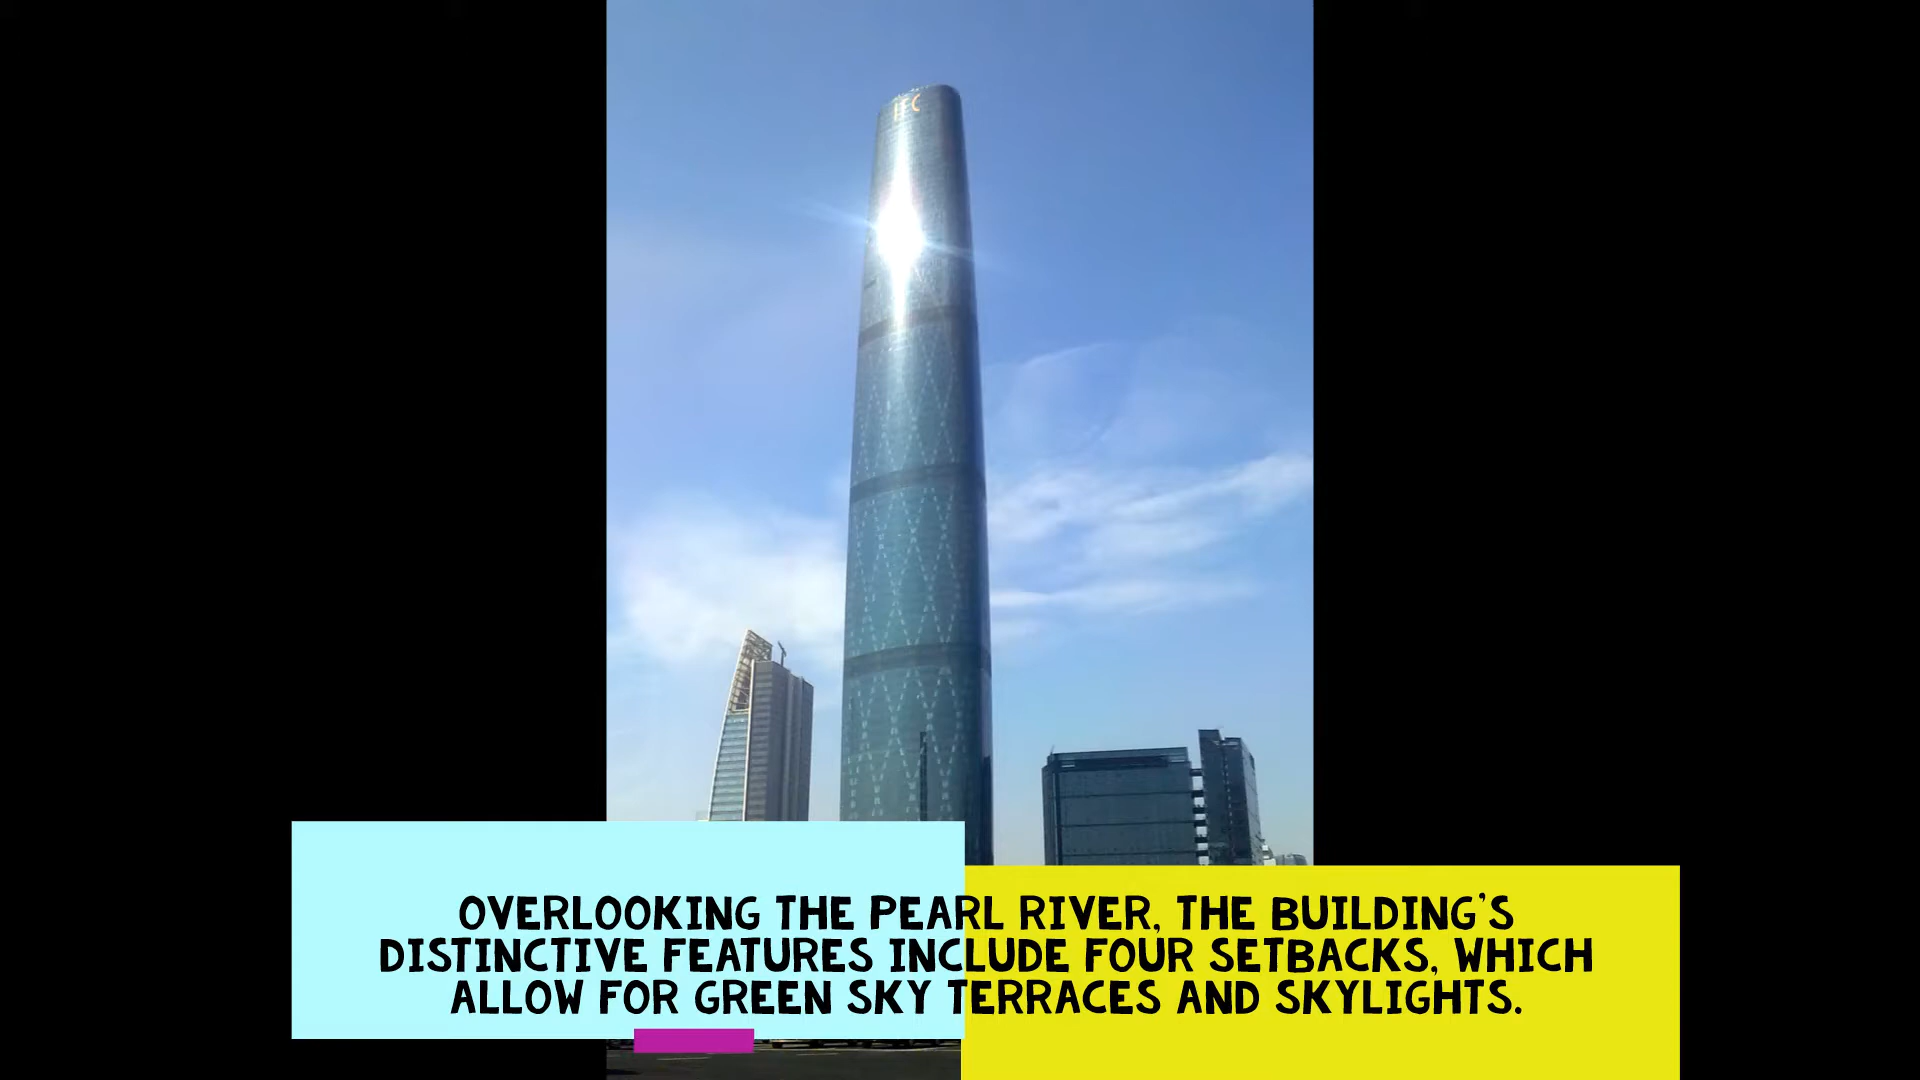 IFC
OVERLOOKING THE PEARL RIVER, THE BUILDING'S
DISTINCTIVE FEATURES INCLUDE FOUR SETBACKS, WHICH
ALLOW FOR GREEN SKY TERRACES AND SKYLIGHTS.